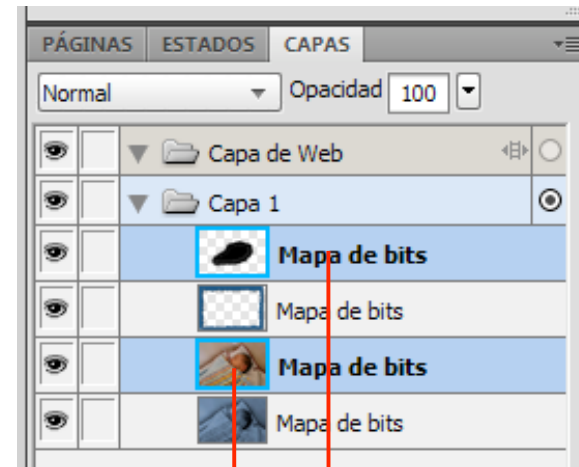 PÁGINAS ESTADOS CAPAS
Normal Opacidad 100
Capa de Web
Capa 1
Mapa de bits
Mapa de bits
Mapa de bits
Mapa de bits